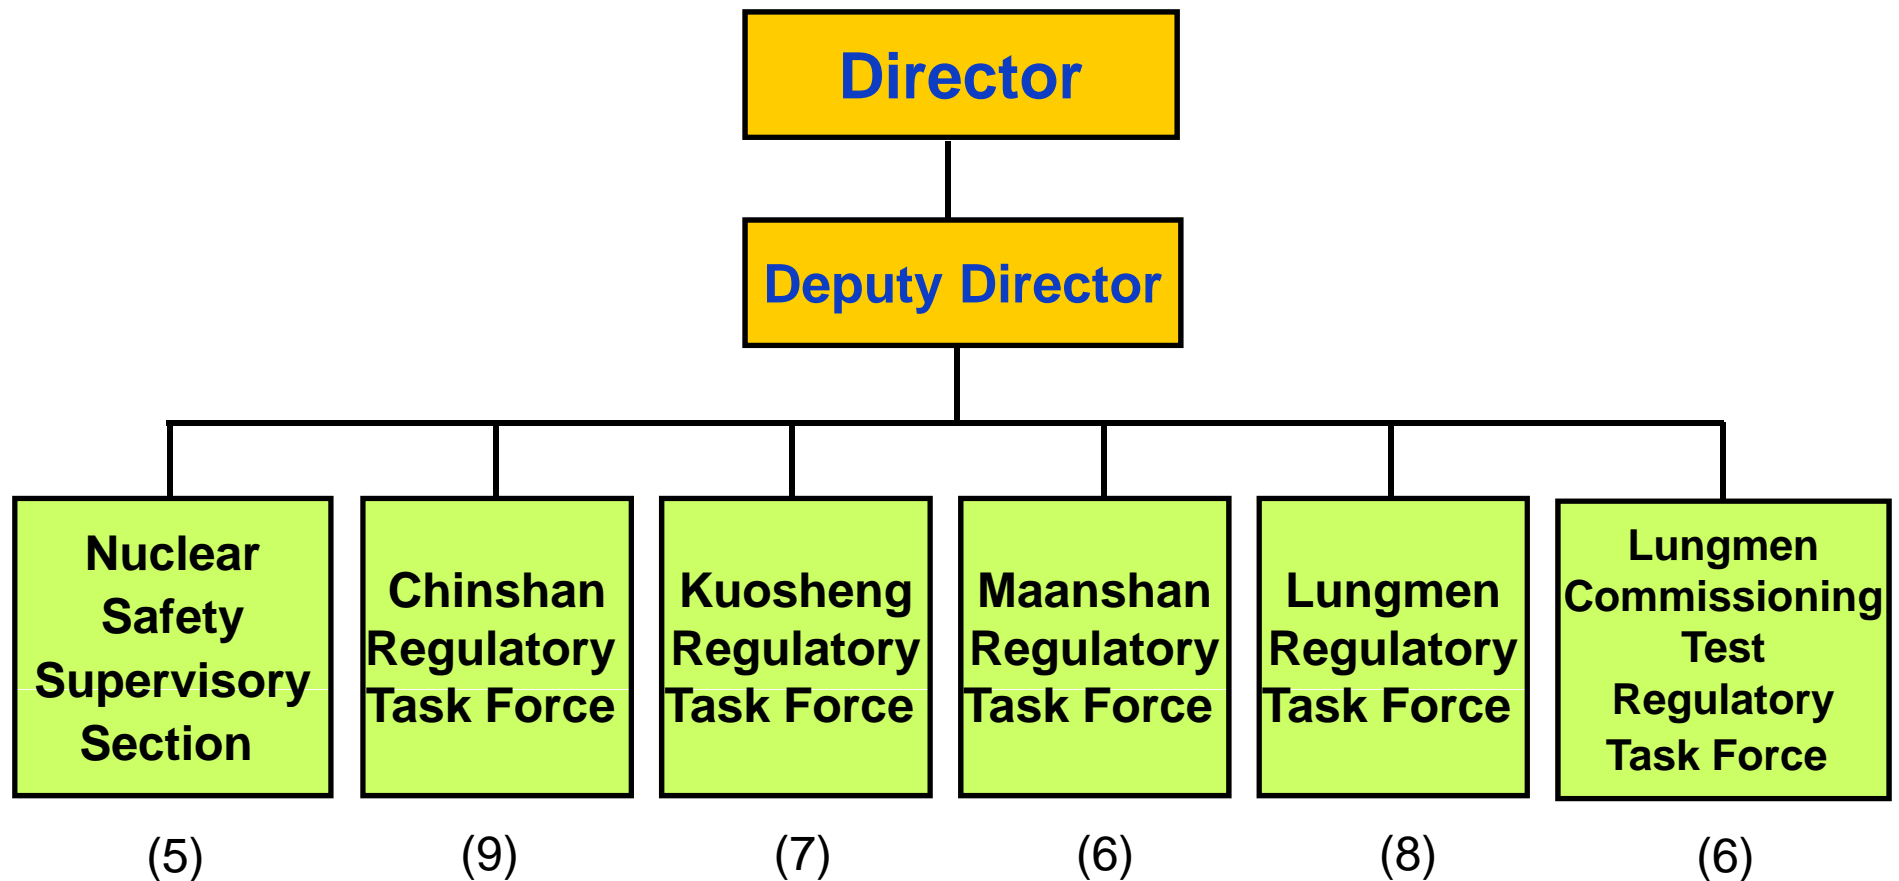 Director
Deputy Director
Nuclear
Safety
Supervisory
Section
Chinshan
Regulatory
Task Force
Kuosheng
Regulatory
Task Force
Maanshan
Regulatory
Task Force
Lungmen
Regulatory
Task Force
Lungmen
Commissioning
Test
Regulatory
Task Force
(5)
(9)
(7)
(6)
(8)
(6)